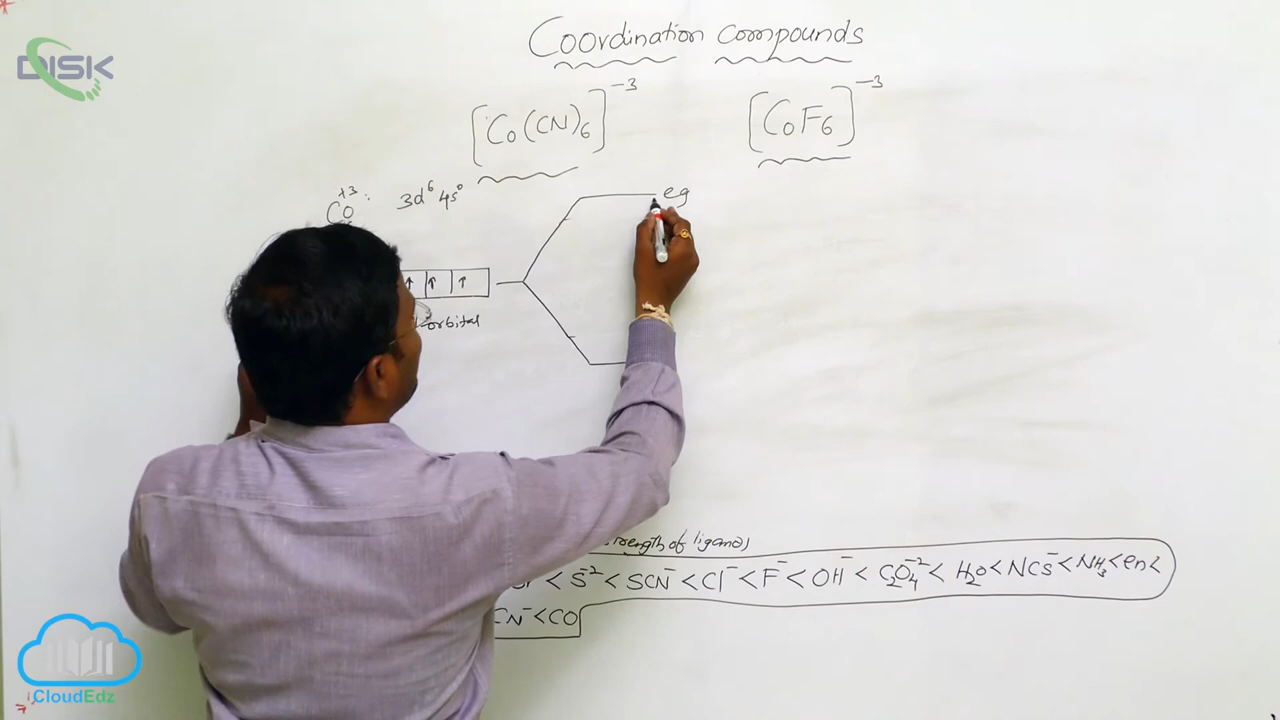 Coordination compounds
DISK
[Co(CN)6]⁻³
[CoF6]⁻³
Co⁺³: 3d⁶ 4s⁰
eg
↑ ↑ ↑
orbital
strength of ligands
< S⁻² < SCN⁻ < Cl⁻ < F⁻ < OH⁻ < C₂O₄⁻² < H₂O < NCS⁻ < NH₃ < en <
CN⁻ < CO
CloudEdz